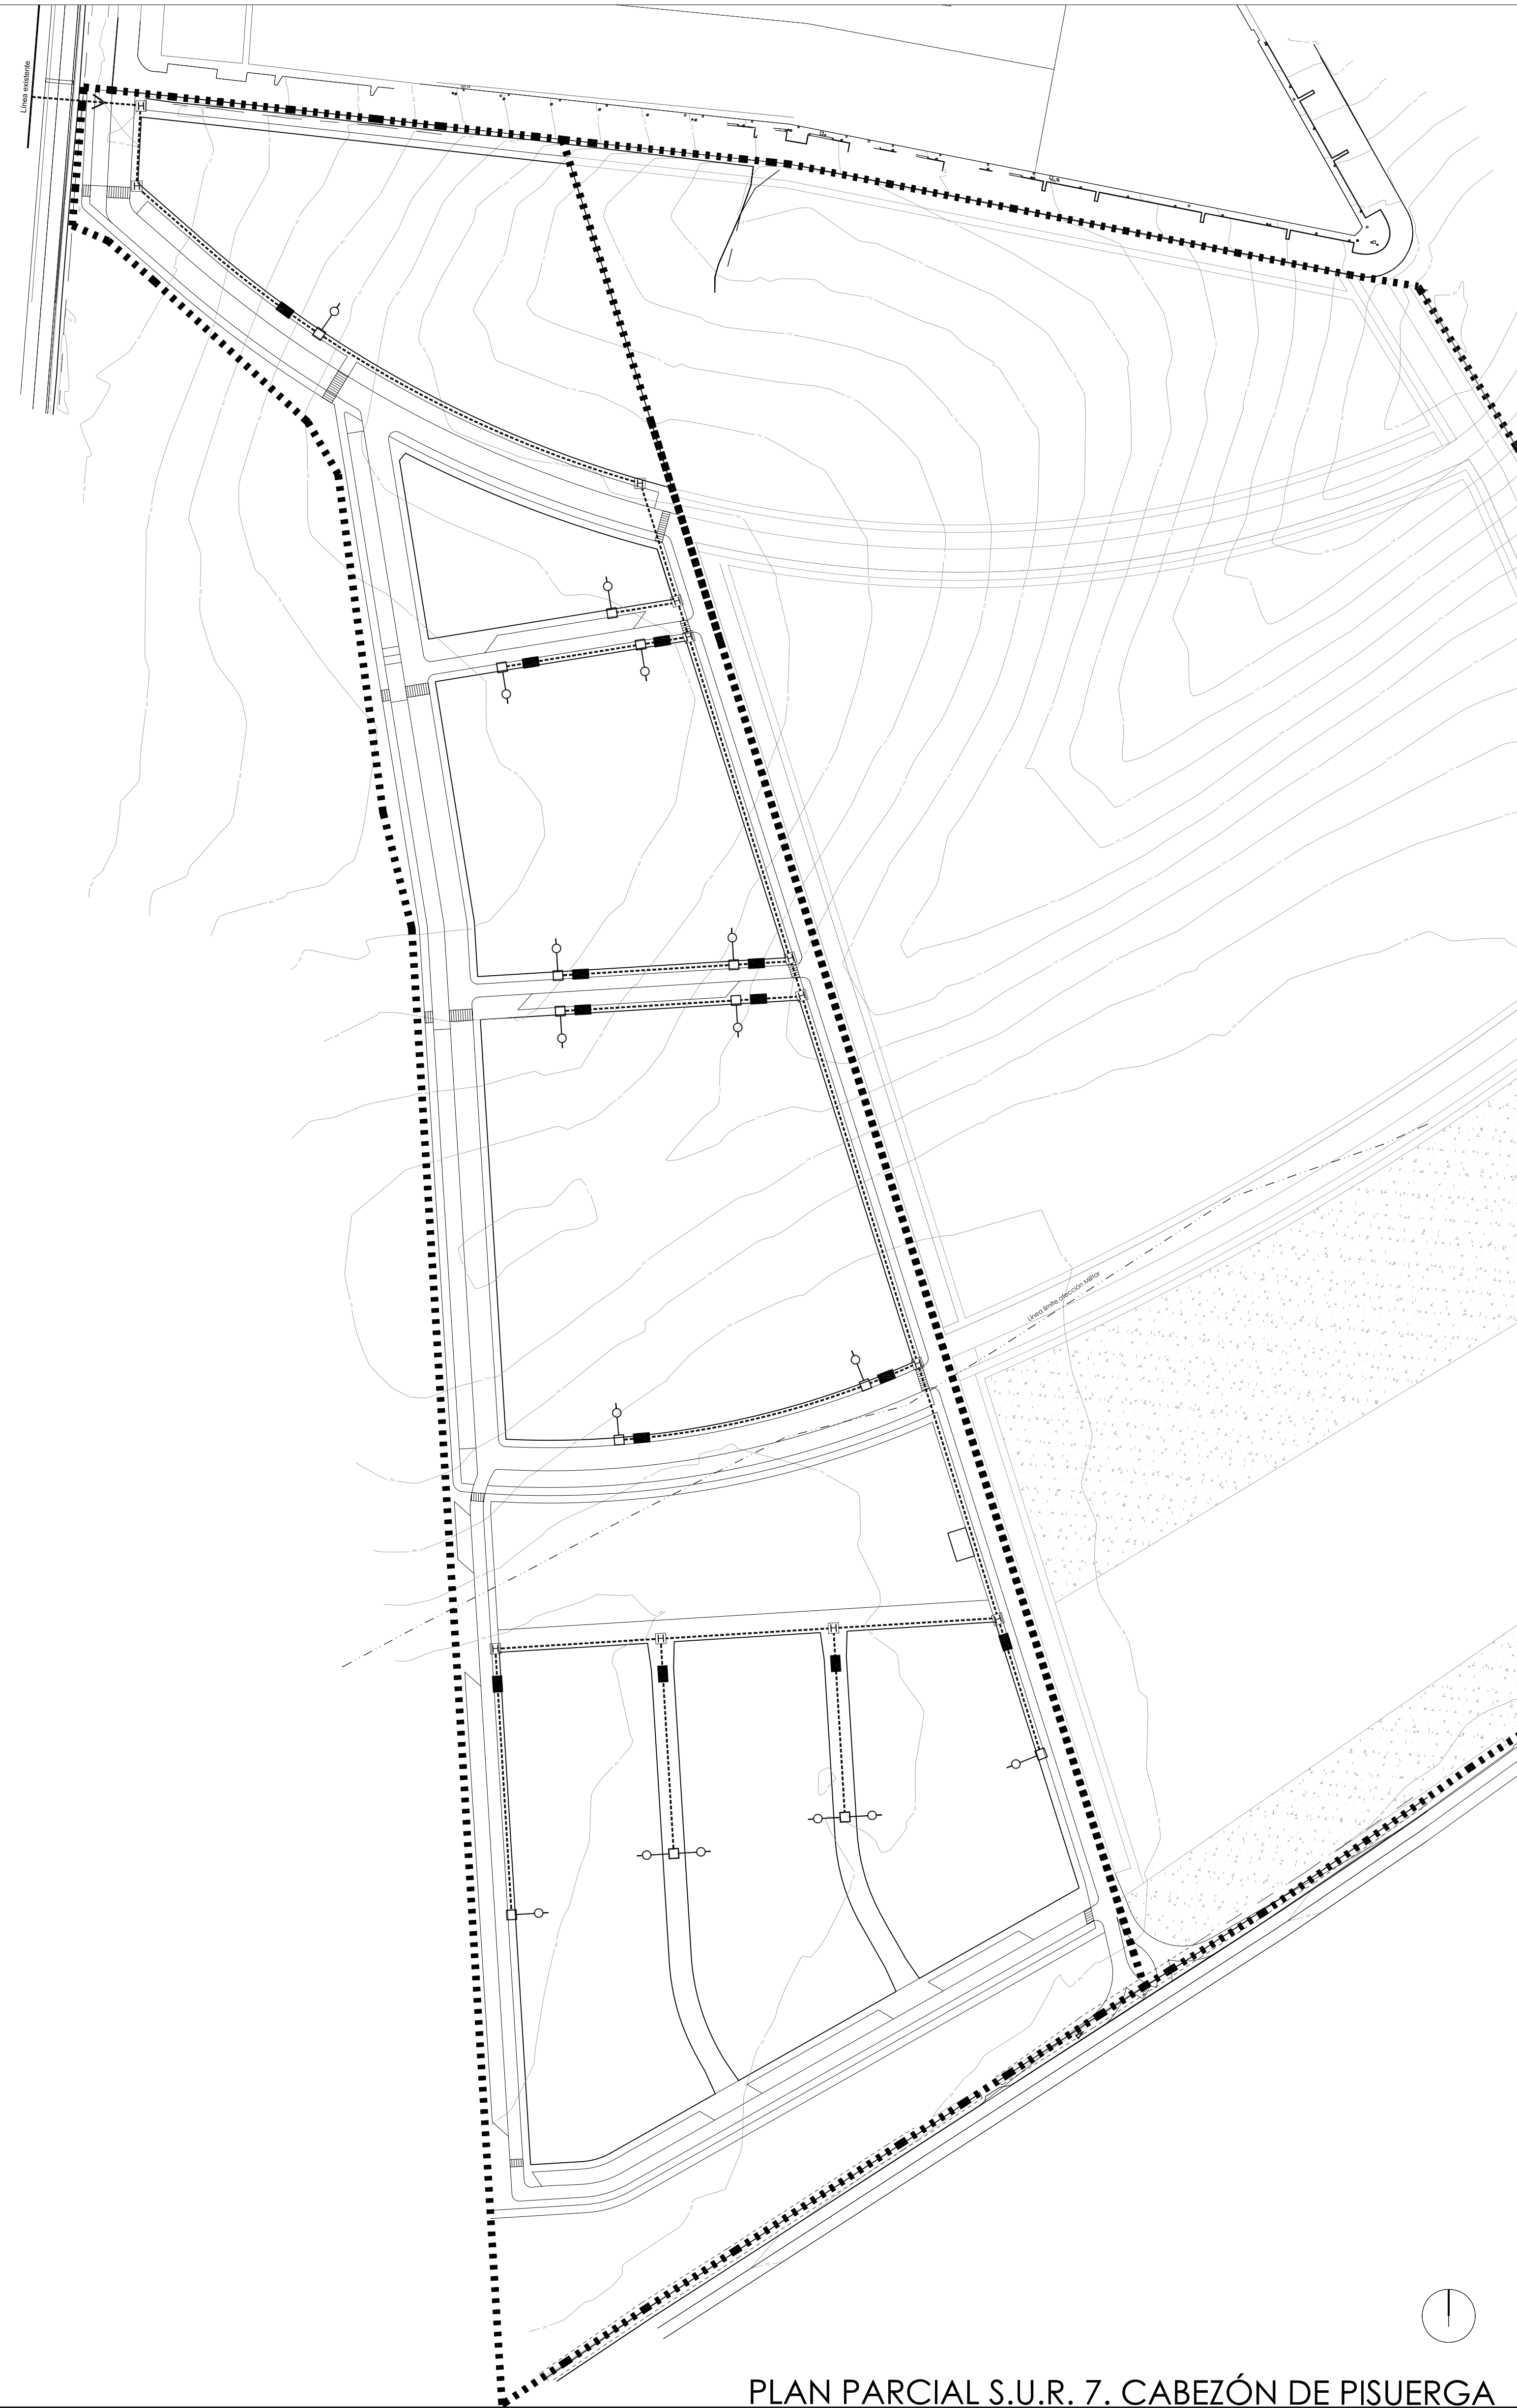 Línea existente
Línea límite afección Militar
PLAN PARCIAL S.U.R. 7. CABEZÓN DE PISUERGA